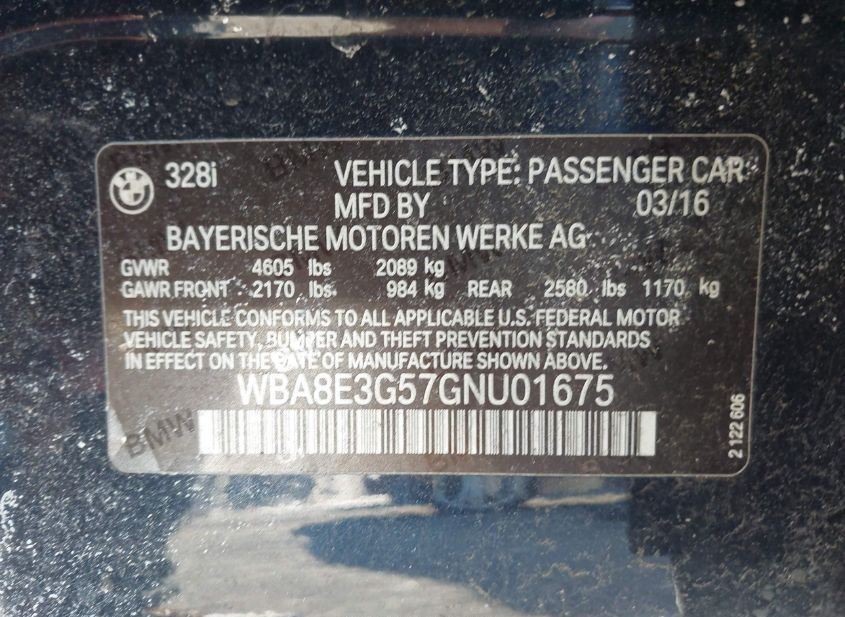 328i VEHICLE TYPE: PASSENGER CAR
MFD BY 03/16
BAYERISCHE MOTOREN WERKE AG
GVWR 4605 lbs 2089 kg
GAWR FRONT 2170 lbs 984 kg REAR 2580 lbs 1170 kg
THIS VEHICLE CONFORMS TO ALL APPLICABLE U.S. FEDERAL MOTOR
VEHICLE SAFETY, BUMPER AND THEFT PREVENTION STANDARDS
IN EFFECT ON THE DATE OF MANUFACTURE SHOWN ABOVE.
WBA8E3G57GNU01675
BMW
2 122 606